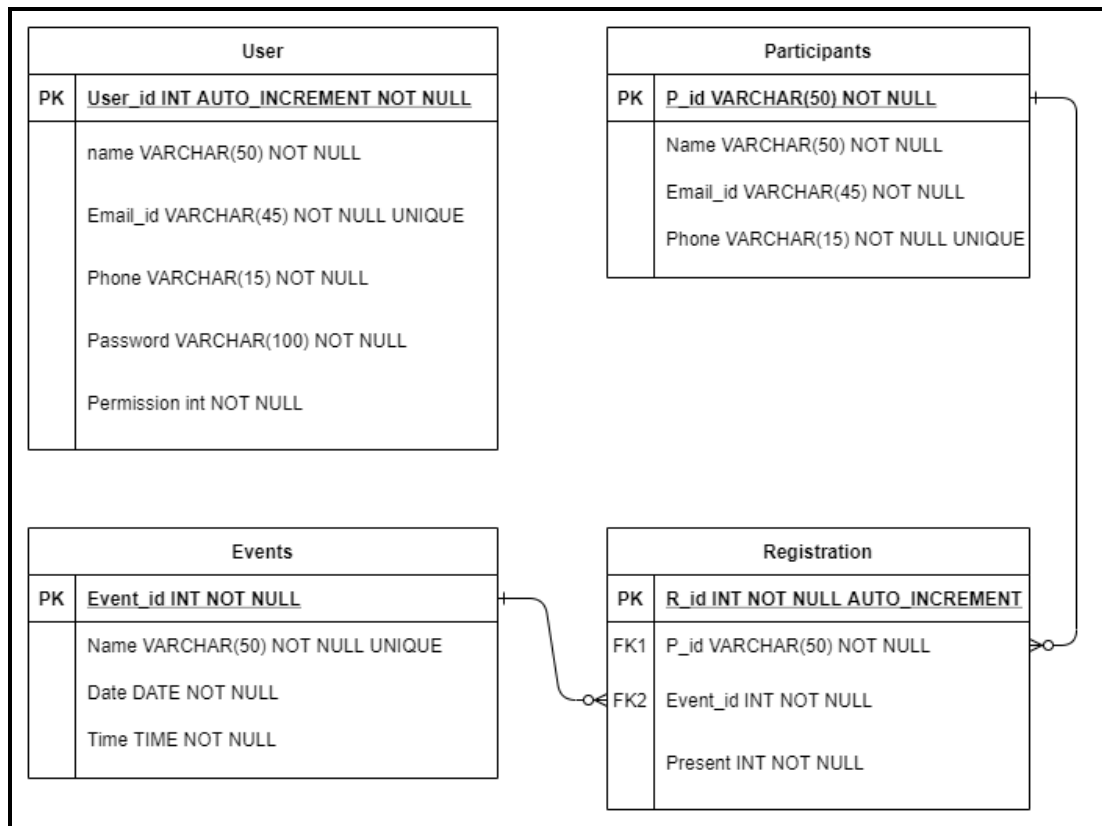 User
PK User_id INT AUTO_INCREMENT NOT NULL
name VARCHAR(50) NOT NULL
Email_id VARCHAR(45) NOT NULL UNIQUE
Phone VARCHAR(15) NOT NULL
Password VARCHAR(100) NOT NULL
Permission int NOT NULL
Participants
PK P_id VARCHAR(50) NOT NULL
Name VARCHAR(50) NOT NULL
Email_id VARCHAR(45) NOT NULL
Phone VARCHAR(15) NOT NULL UNIQUE
Events
PK Event_id INT NOT NULL
Name VARCHAR(50) NOT NULL UNIQUE
Date DATE NOT NULL
Time TIME NOT NULL
Registration
PK R_id INT NOT NULL AUTO_INCREMENT
FK1 P_id VARCHAR(50) NOT NULL
FK2 Event_id INT NOT NULL
Present INT NOT NULL